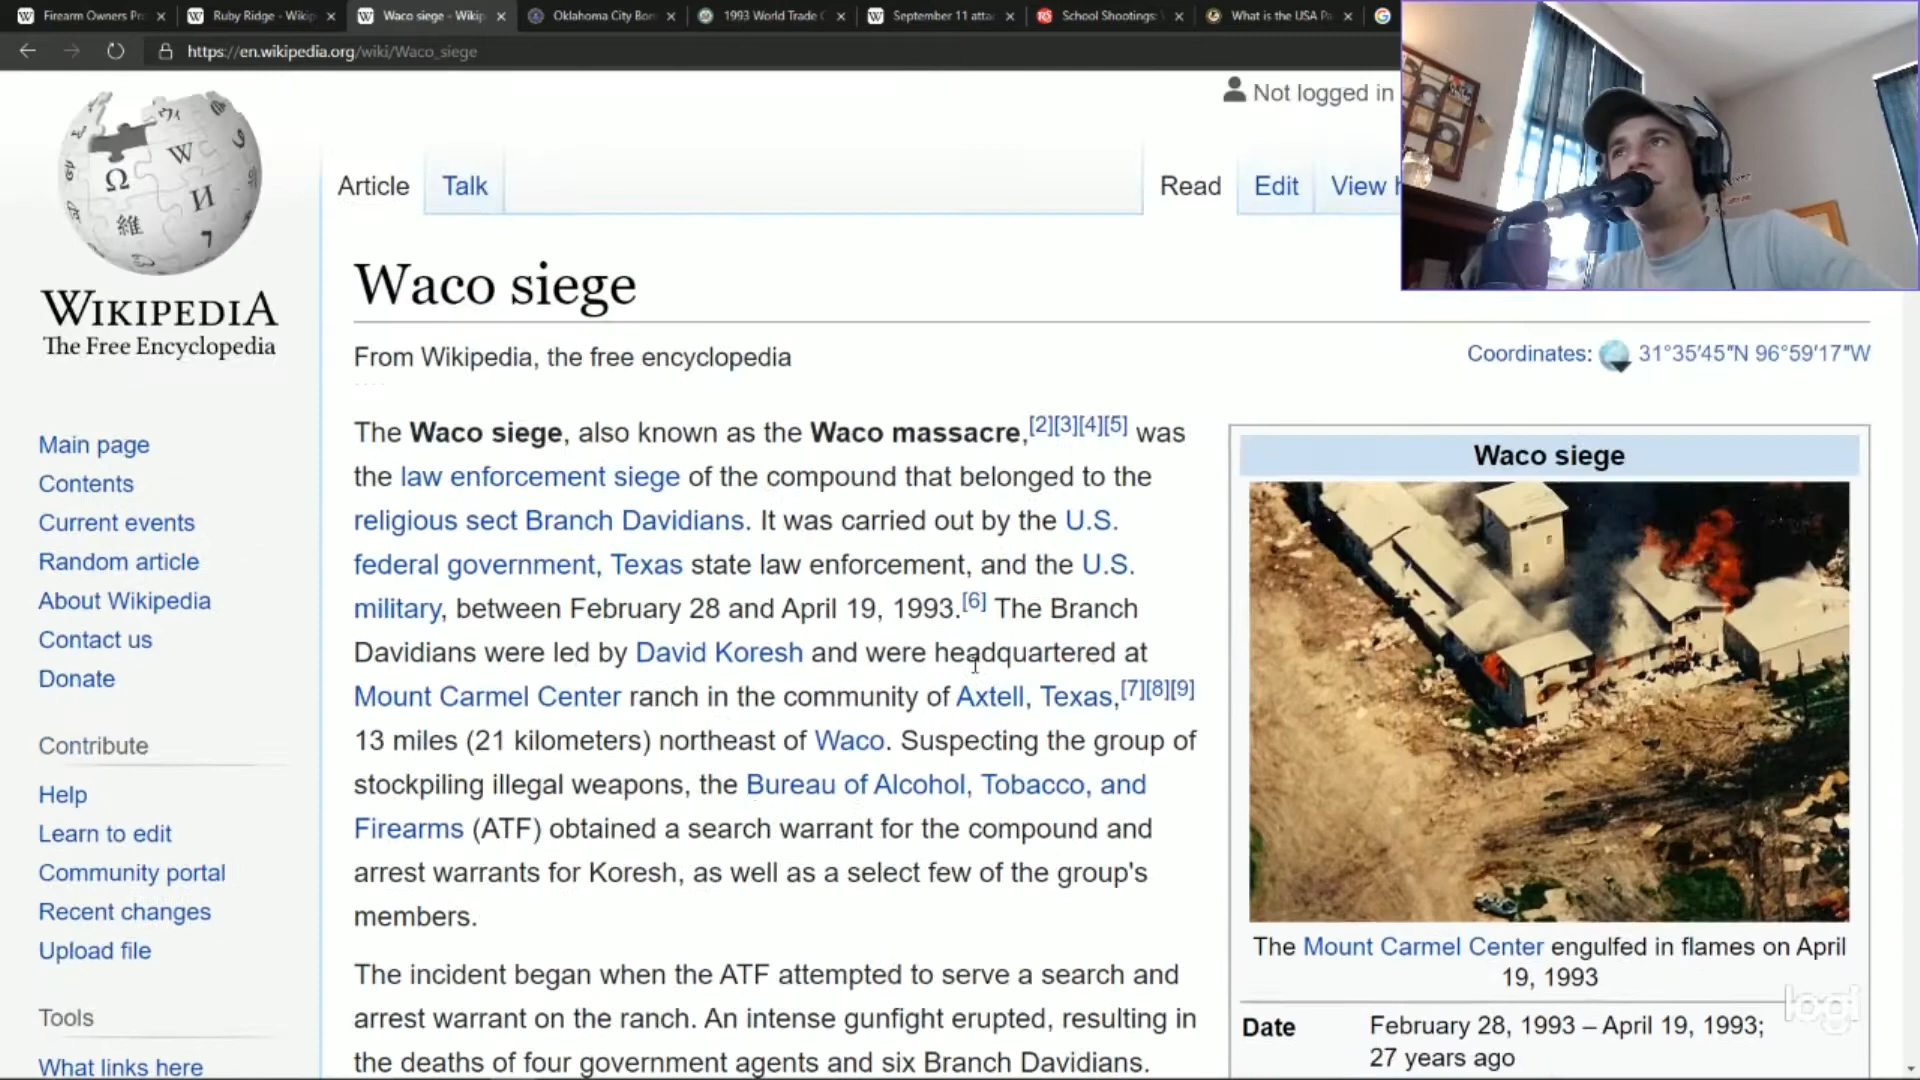 Firearm Owners Pr
Ruby Ridge - Wikip
Waco siege - Wikip
Oklahoma City Bom
1993 World Trade C
September 11 atta
School Shootings:
What is the USA Pa
https://en.wikipedia.org/wiki/Waco_siege
Not logged in
Article
Talk
Read
Edit
View h
WIKIPEDIA
The Free Encyclopedia
Main page
Contents
Current events
Random article
About Wikipedia
Contact us
Donate
Contribute
Help
Learn to edit
Community portal
Recent changes
Upload file
Tools
What links here
Waco siege
From Wikipedia, the free encyclopedia
Coordinates: 31°35′45″N 96°59′17″W
The Waco siege, also known as the Waco massacre,[2][3][4][5] was
the law enforcement siege of the compound that belonged to the
religious sect Branch Davidians. It was carried out by the U.S.
federal government, Texas state law enforcement, and the U.S.
military, between February 28 and April 19, 1993.[6] The Branch
Davidians were led by David Koresh and were headquartered at
Mount Carmel Center ranch in the community of Axtell, Texas,[7][8][9]
13 miles (21 kilometers) northeast of Waco. Suspecting the group of
stockpiling illegal weapons, the Bureau of Alcohol, Tobacco, and
Firearms (ATF) obtained a search warrant for the compound and
arrest warrants for Koresh, as well as a select few of the group's
members.
The incident began when the ATF attempted to serve a search and
arrest warrant on the ranch. An intense gunfight erupted, resulting in
the deaths of four government agents and six Branch Davidians.
Waco siege
The Mount Carmel Center engulfed in flames on April
19, 1993
Date
February 28, 1993 – April 19, 1993;
27 years ago
logi